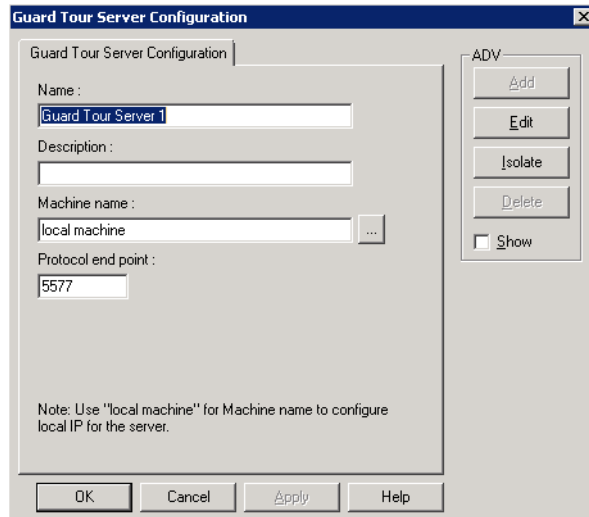 Guard Tour Server Configuration
Guard Tour Server Configuration
ADV
Name :
Add
Guard Tour Server 1
Edit
Description :
Isolate
Machine name :
Delete
local machine
...
Show
Protocol end point :
5577
Note: Use "local machine" for Machine name to configure
local IP for the server.
OK
Cancel
Apply
Help